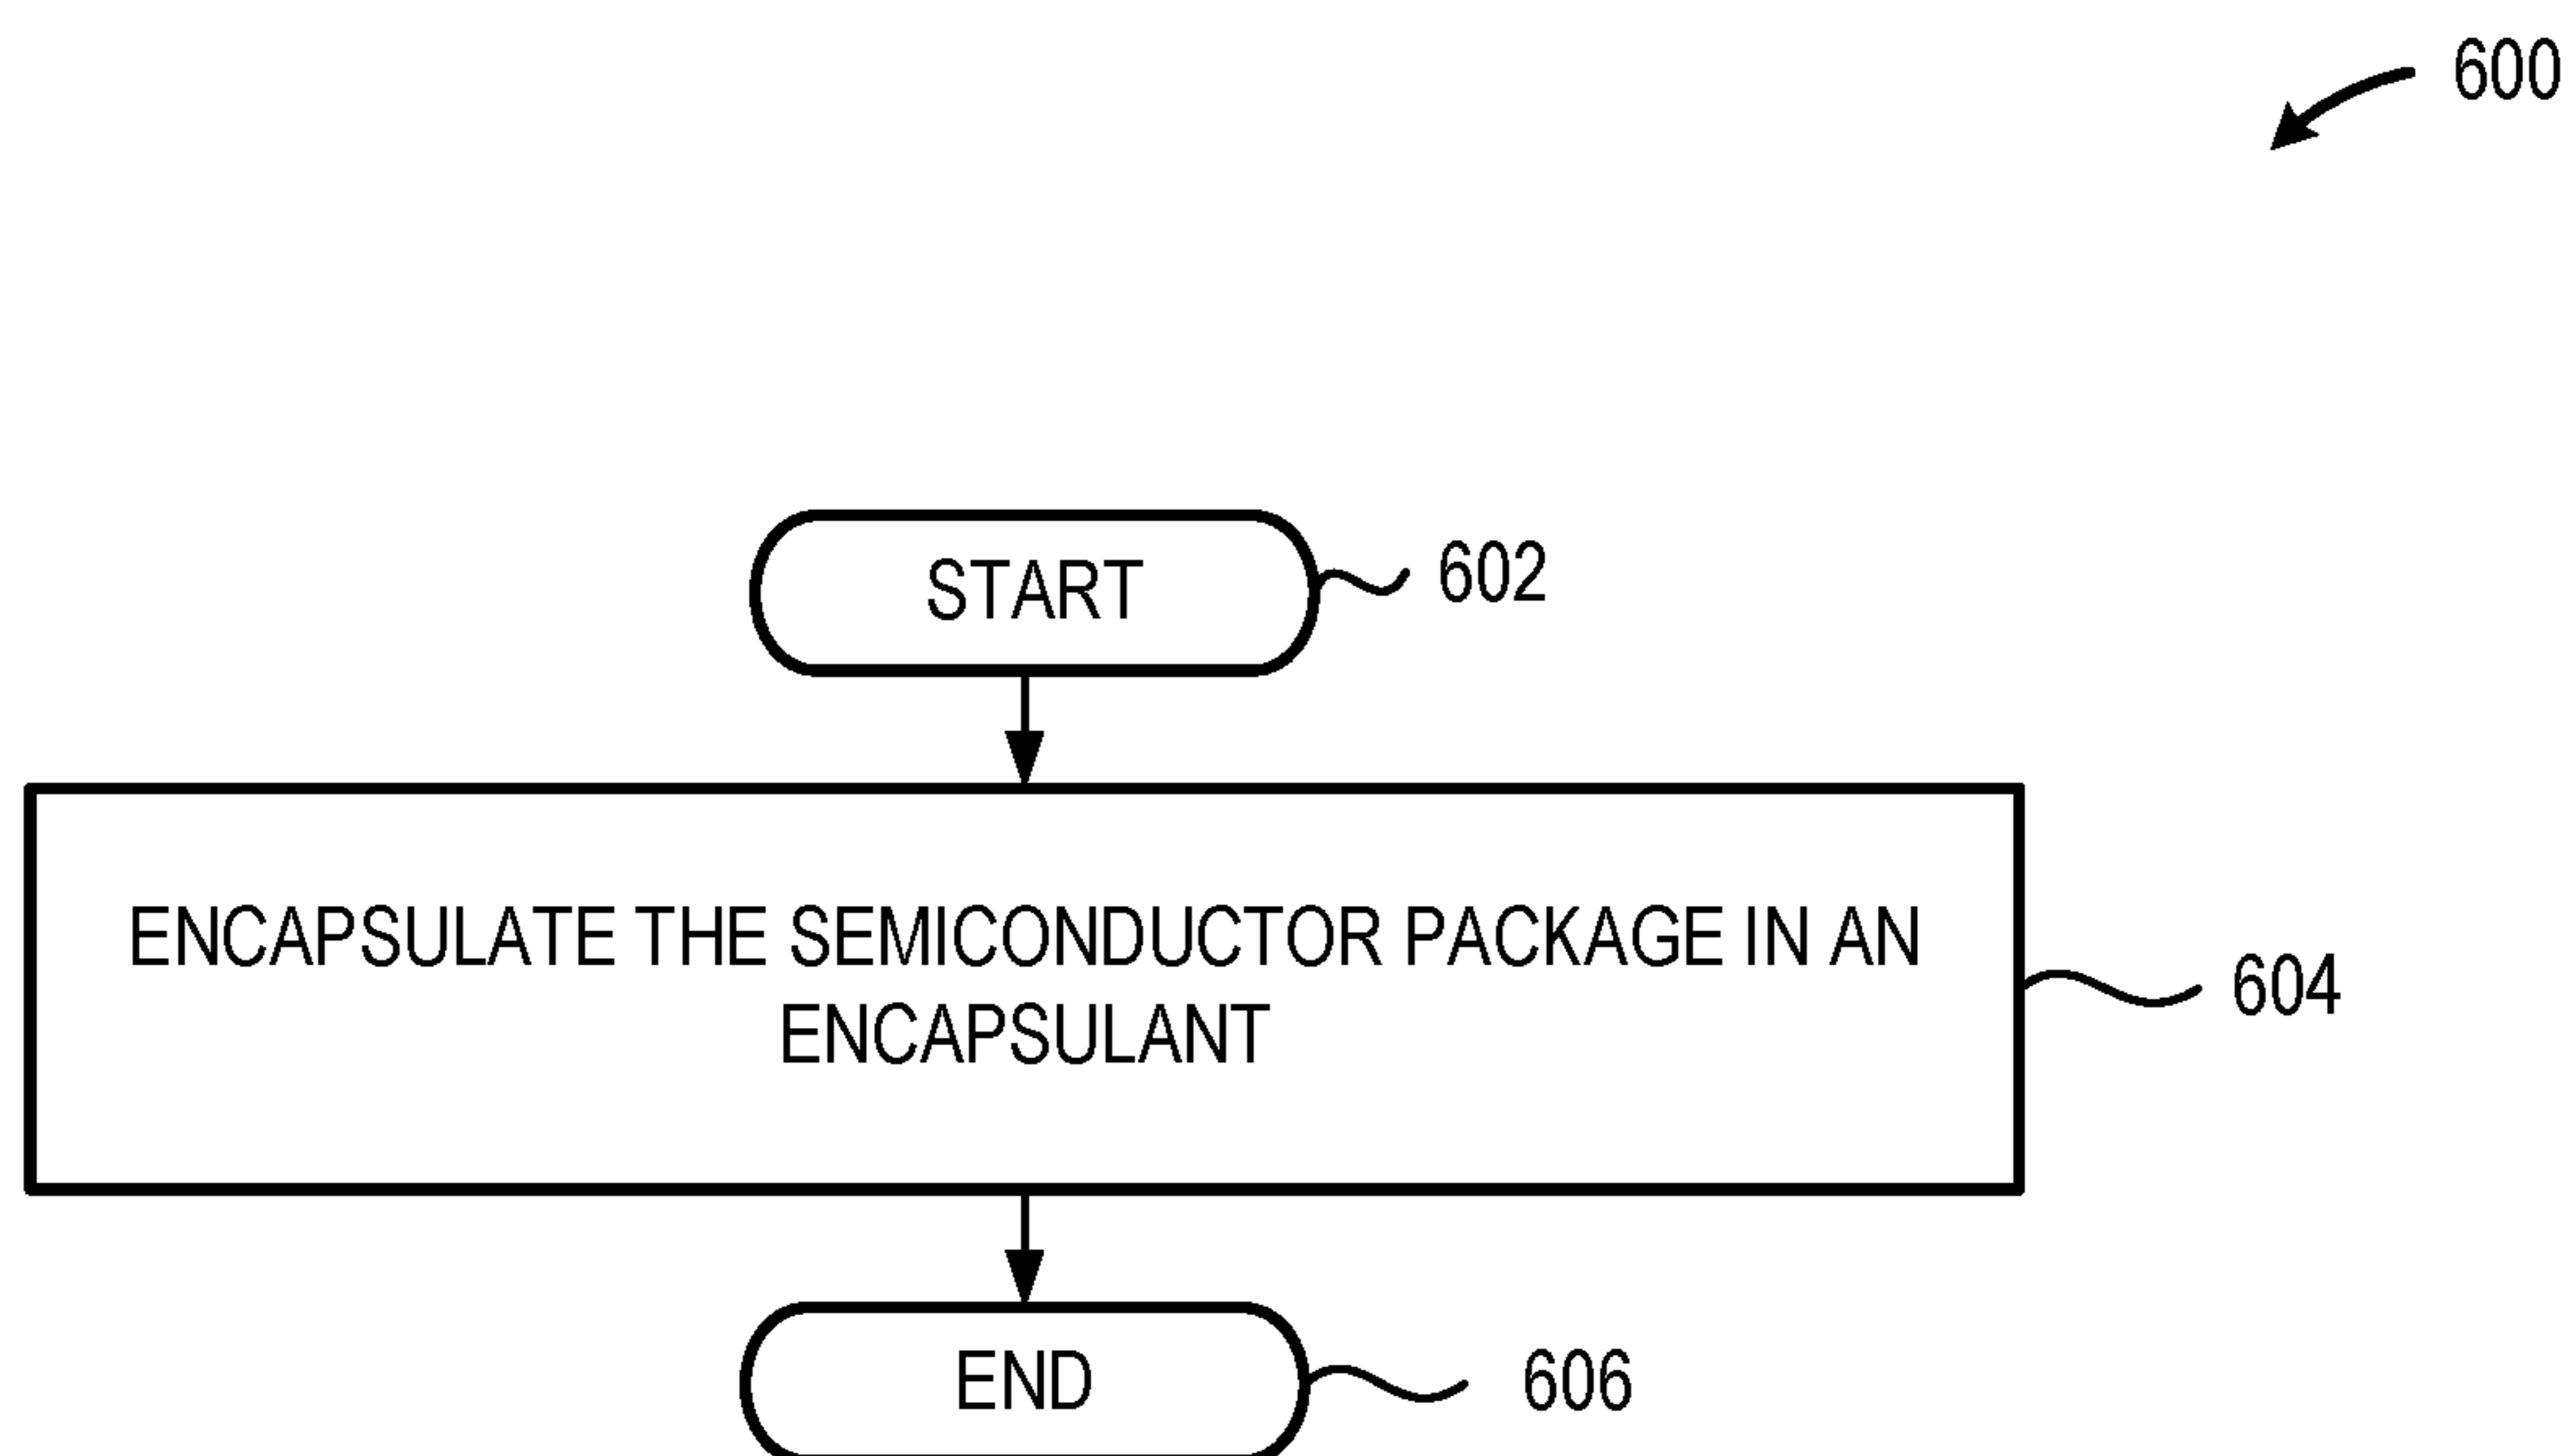 600
START
602
ENCAPSULATE THE SEMICONDUCTOR PACKAGE IN AN
ENCAPSULANT
604
END
606